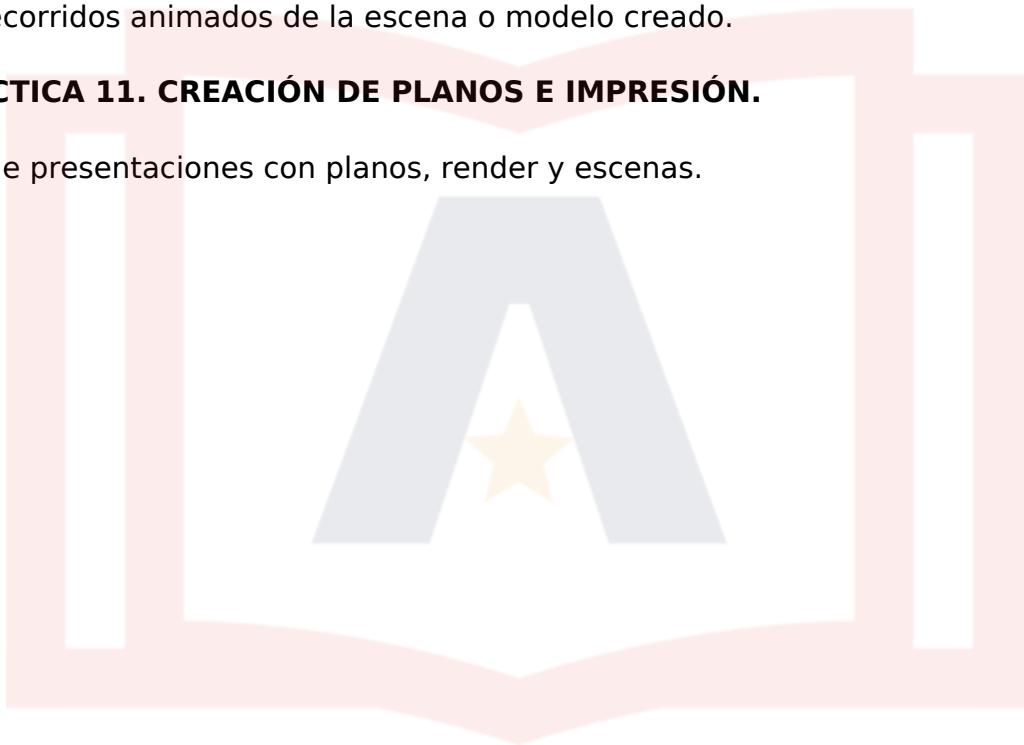 ecorridos animados de la escena o modelo creado.
CTICA 11. CREACIÓN DE PLANOS E IMPRESIÓN.
e presentaciones con planos, render y escenas.